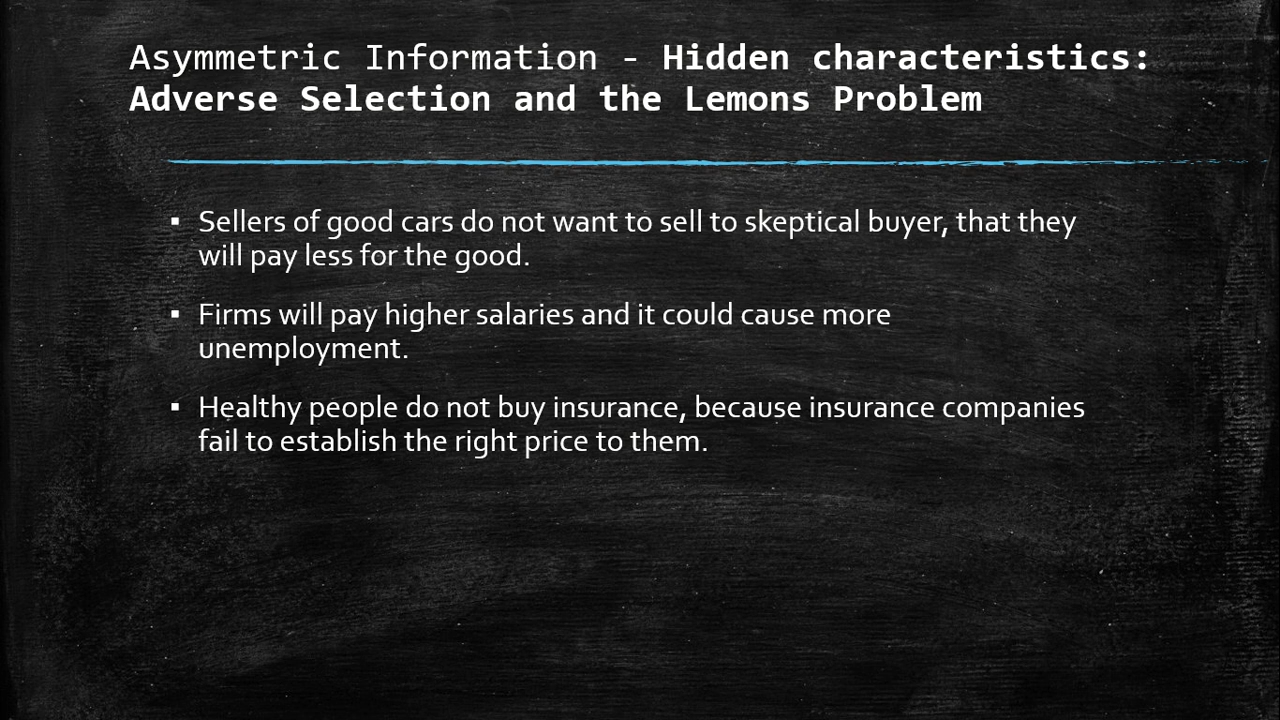 Asymmetric Information - Hidden characteristics:
Adverse Selection and the Lemons Problem
▪ Sellers of good cars do not want to sell to skeptical buyer, that they
will pay less for the good.
▪ Firms will pay higher salaries and it could cause more
unemployment.
▪ Healthy people do not buy insurance, because insurance companies
fail to establish the right price to them.